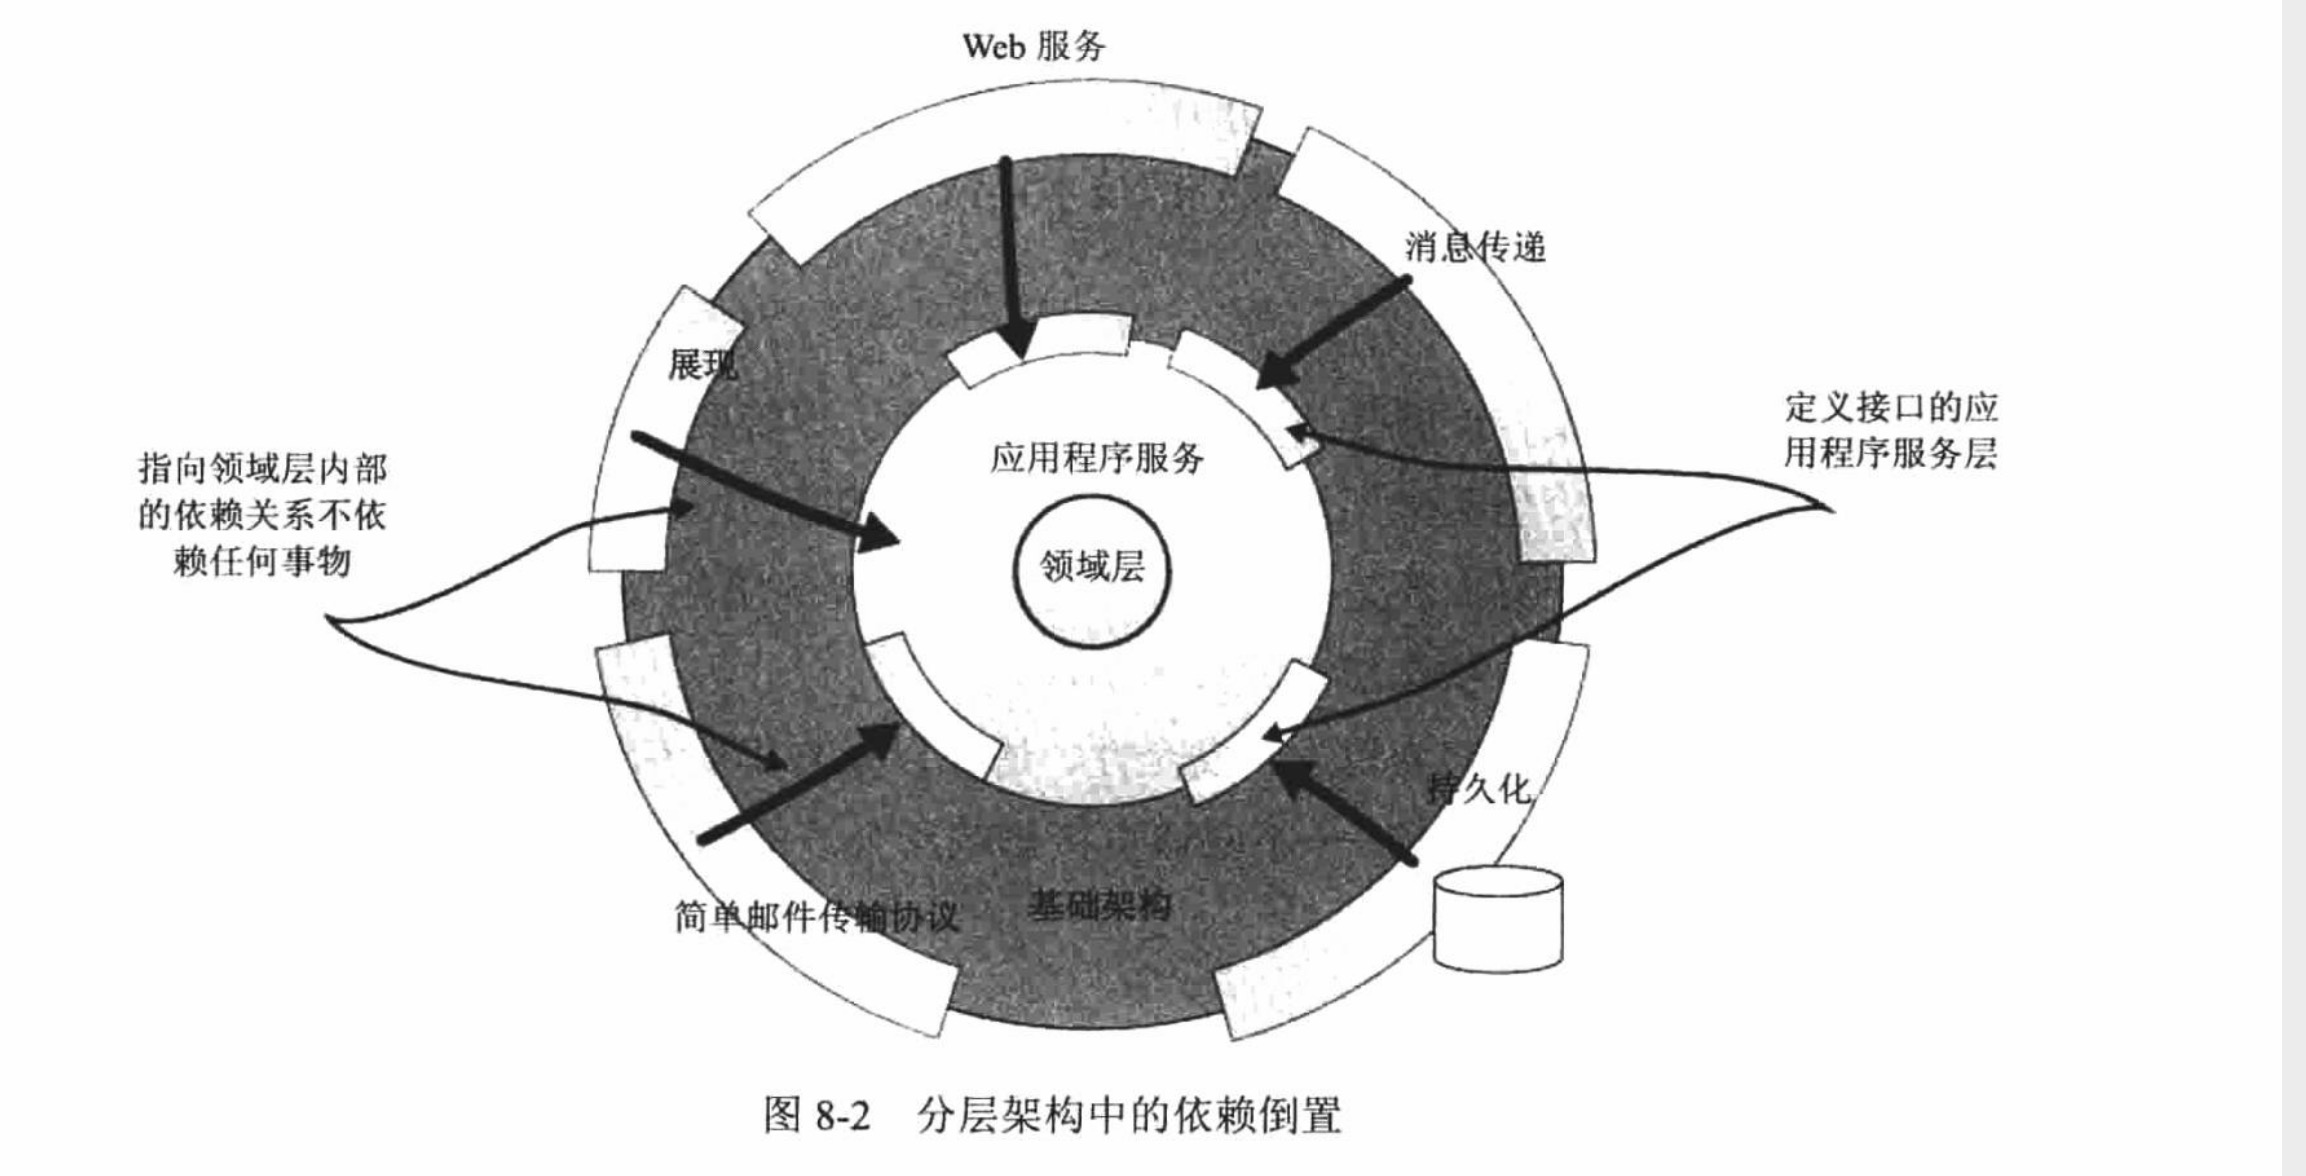 Web 服务
消息传递
展现
定义接口的应
用程序服务层
应用程序服务
指向领域层内部
的依赖关系不依
赖任何事物
领域层
持久化
简单邮件传输协议
基础架构
图 8-2 分层架构中的依赖倒置